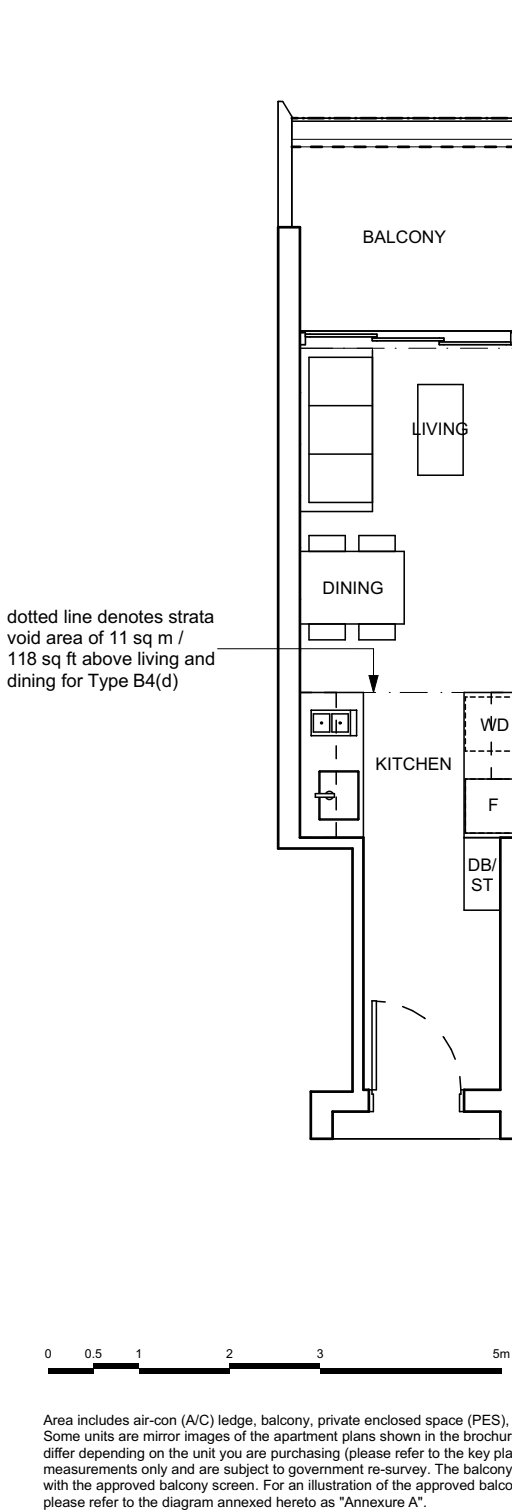 BALCONY
LIVING
DINING
dotted line denotes strata
void area of 11 sq m /
118 sq ft above living and
dining for Type B4(d)
WD
KITCHEN
F
DB/
ST
0 0.5 1 2 3 5m
Area includes air-con (A/C) ledge, balcony, private enclosed space (PES),
Some units are mirror images of the apartment plans shown in the brochur
differ depending on the unit you are purchasing (please refer to the key pla
measurements only and are subject to government re-survey. The balcony
with the approved balcony screen. For an illustration of the approved balco
please refer to the diagram annexed hereto as "Annexure A".